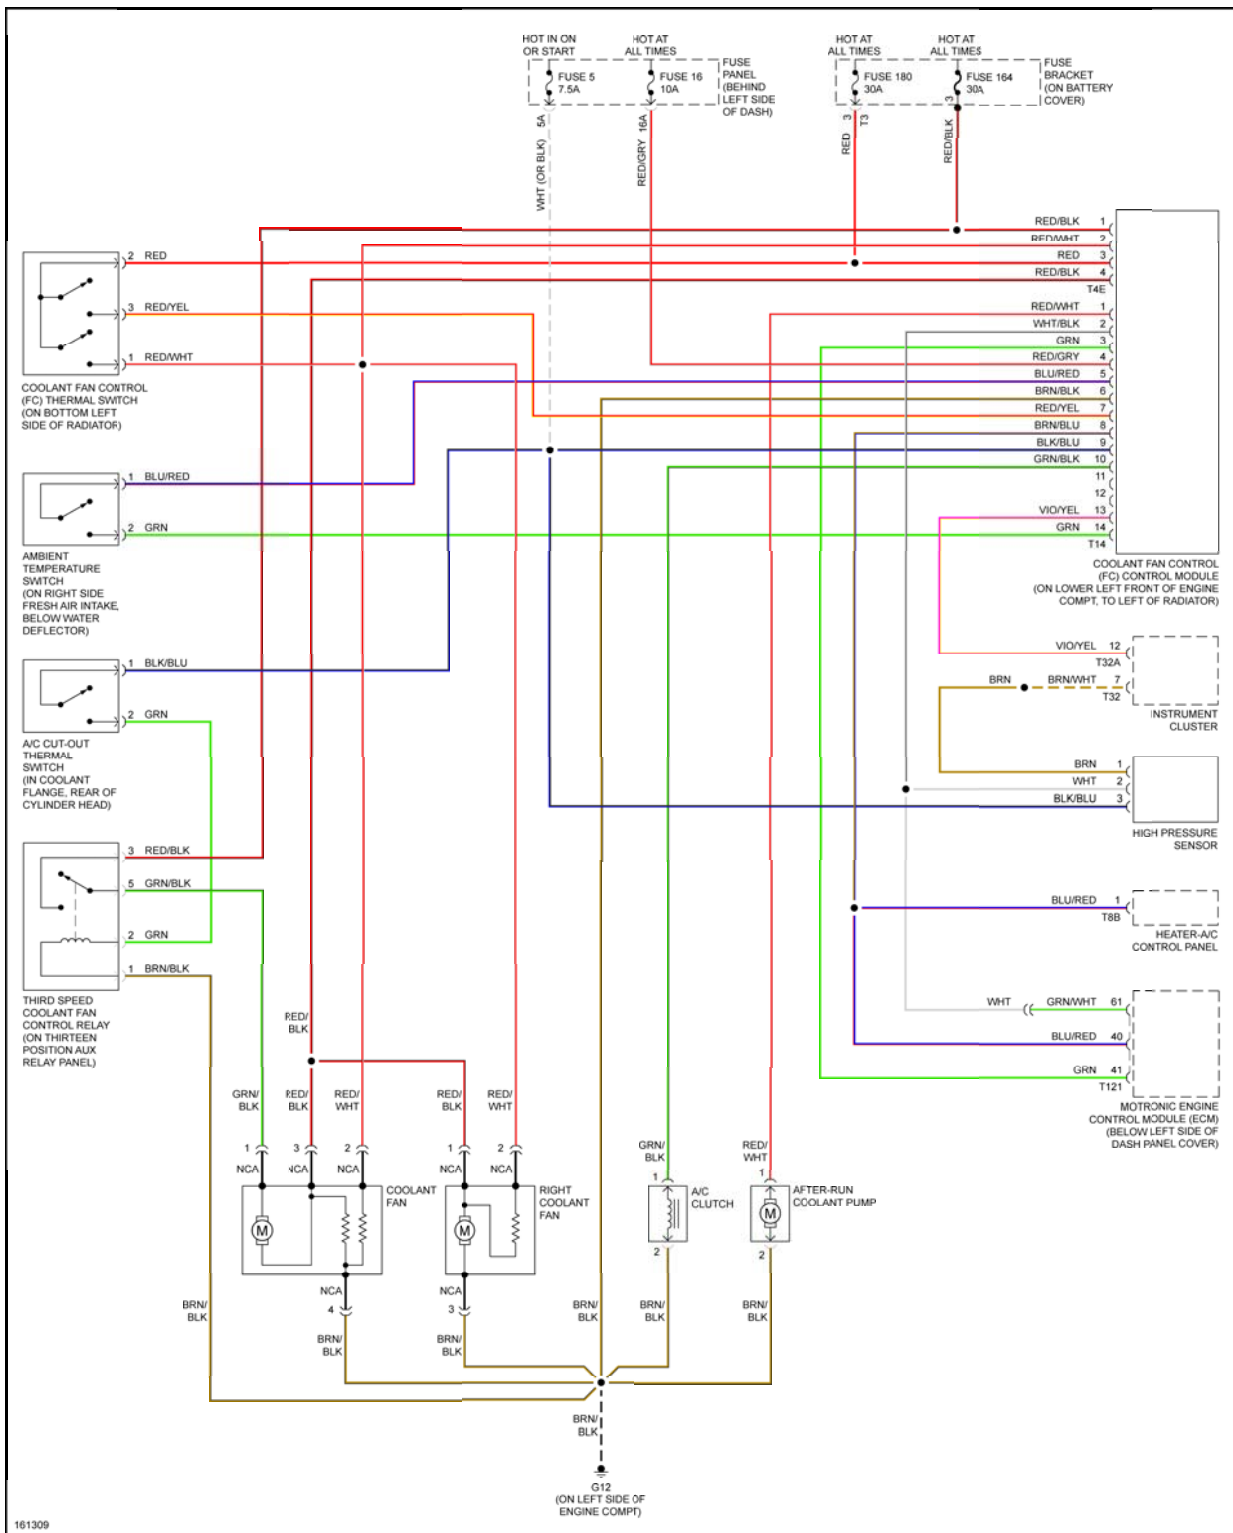 HOT IN ON
OR START
HOT AT
ALL TIMES
HOT AT
ALL TIMES
HOT AT
ALL TIMES
FUSE 5
7.5A
FUSE 16
10A
FUSE
PANEL
(BEHIND
LEFT SIDE
OF DASH)
FUSE 180
30A
FUSE 164
30A
FUSE
BRACKET
(ON BATTERY
COVER)
5A
16A
3
T3
3
WHT (OR BLK)
RED/GRY
RED
RED/BLK
RED/BLK 1
RED/WHT 2
RED 3
RED/BLK 4
T4E
RED/WHT 1
WHT/BLK 2
GRN 3
RED/GRY 4
BLU/RED 5
BRN/BLK 6
RED/YEL 7
BRN/BLU 8
BLK/BLU 9
GRN/BLK 10
11
12
VIO/YEL 13
GRN 14
T14
COOLANT FAN CONTROL
(FC) CONTROL MODULE
(ON LOWER LEFT FRONT OF ENGINE
COMPT, TO LEFT OF RADIATOR)
2 RED
3 RED/YEL
1 RED/WHT
COOLANT FAN CONTROL
(FC) THERMAL SWITCH
(ON BOTTOM LEFT
SIDE OF RADIATOR)
1 BLU/RED
2 GRN
AMBIENT
TEMPERATURE
SWITCH
(ON RIGHT SIDE
FRESH AIR INTAKE,
BELOW WATER
DEFLECTOR)
1 BLK/BLU
2 GRN
A/C CUT-OUT
THERMAL
SWITCH
(IN COOLANT
FLANGE, REAR OF
CYLINDER HEAD)
3 RED/BLK
5 GRN/BLK
2 GRN
1 BRN/BLK
THIRD SPEED
COOLANT FAN
CONTROL RELAY
(ON THIRTEEN
POSITION AUX
RELAY PANEL)
VIO/YEL 12
T32A
BRN BRN/WHT 7
T32
INSTRUMENT
CLUSTER
BRN 1
WHT 2
BLK/BLU 3
HIGH PRESSURE
SENSOR
BLU/RED 1
T8B
HEATER-A/C
CONTROL PANEL
WHT GRN/WHT 61
BLU/RED 40
GRN 41
T121
MOTRONIC ENGINE
CONTROL MODULE (ECM)
(BELOW LEFT SIDE OF
DASH PANEL COVER)
RED/
BLK
GRN/
BLK
RED/
BLK
RED/
WHT
RED/
BLK
RED/
WHT
1 3 2 1 2
NCA NCA NCA NCA NCA
M
COOLANT
FAN
M
RIGHT
COOLANT
FAN
GRN/
BLK
RED/
WHT
1
1
A/C
CLUTCH
M
AFTER-RUN
COOLANT PUMP
2
2
NCA
4
NCA
3
BRN/
BLK
BRN/
BLK
BRN/
BLK
BRN/
BLK
BRN/
BLK
BRN/
BLK
BRN/
BLK
G12
(ON LEFT SIDE OF
ENGINE COMPT)
161309